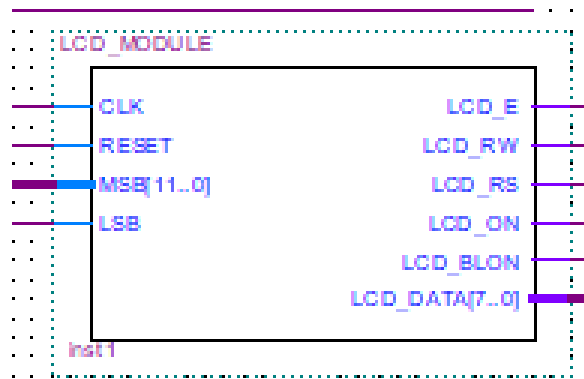 LCD_MODULE
CLK
LCD_E
RESET
LCD_RW
MSB[11..0]
LCD_RS
LSB
LCD_ON
LCD_BLON
LCD_DATA[7..0]
inst1